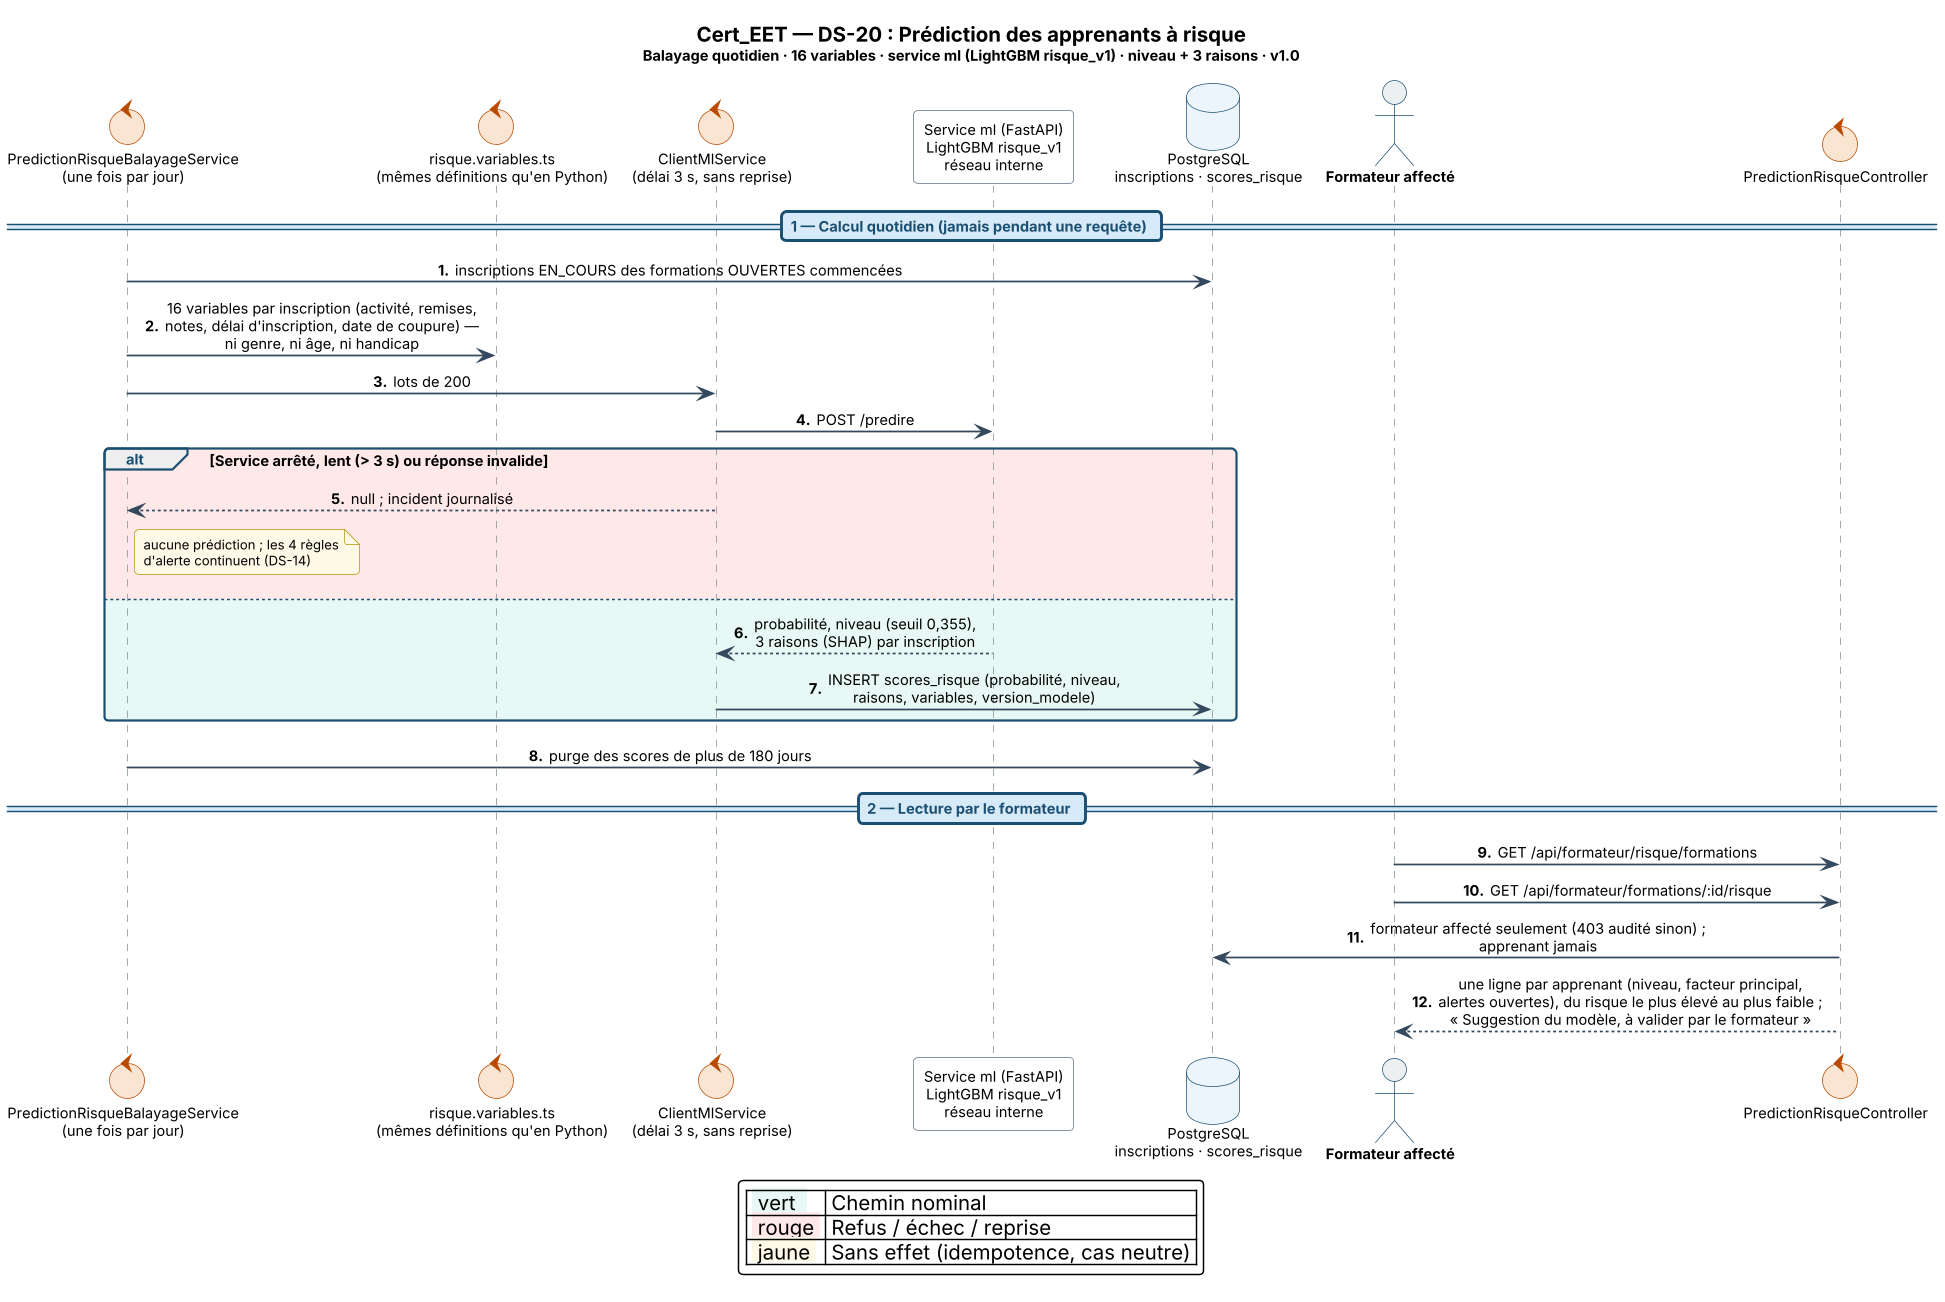 Cert_EET — DS-20 : Prédiction des apprenants à risque
Balayage quotidien · 16 variables · service ml (LightGBM risque_v1) · niveau + 3 raisons · v1.0
PredictionRisqueBalayageService
(une fois par jour)
risque.variables.ts
(mêmes définitions qu'en Python)
ClientMlService
(délai 3 s, sans reprise)
Service ml (FastAPI)
LightGBM risque_v1
réseau interne
PostgreSQL
inscriptions · scores_risque
Formateur affecté
PredictionRisqueController
1 — Calcul quotidien (jamais pendant une requête)
1. inscriptions EN_COURS des formations OUVERTES commencées
16 variables par inscription (activité, remises,
2. notes, délai d'inscription, date de coupure) —
ni genre, ni âge, ni handicap
3. lots de 200
4. POST /predire
alt [Service arrêté, lent (> 3 s) ou réponse invalide]
5. null ; incident journalisé
aucune prédiction ; les 4 règles
d'alerte continuent (DS-14)
6. probabilité, niveau (seuil 0,355),
3 raisons (SHAP) par inscription
7. INSERT scores_risque (probabilité, niveau,
raisons, variables, version_modele)
8. purge des scores de plus de 180 jours
2 — Lecture par le formateur
9. GET /api/formateur/risque/formations
10. GET /api/formateur/formations/:id/risque
11. formateur affecté seulement (403 audité sinon) ;
apprenant jamais
une ligne par apprenant (niveau, facteur principal,
12. alertes ouvertes), du risque le plus élevé au plus faible ;
« Suggestion du modèle, à valider par le formateur »
PredictionRisqueBalayageService
(une fois par jour)
risque.variables.ts
(mêmes définitions qu'en Python)
ClientMlService
(délai 3 s, sans reprise)
Service ml (FastAPI)
LightGBM risque_v1
réseau interne
PostgreSQL
inscriptions · scores_risque
Formateur affecté
PredictionRisqueController
vert Chemin nominal
rouge Refus / échec / reprise
jaune Sans effet (idempotence, cas neutre)